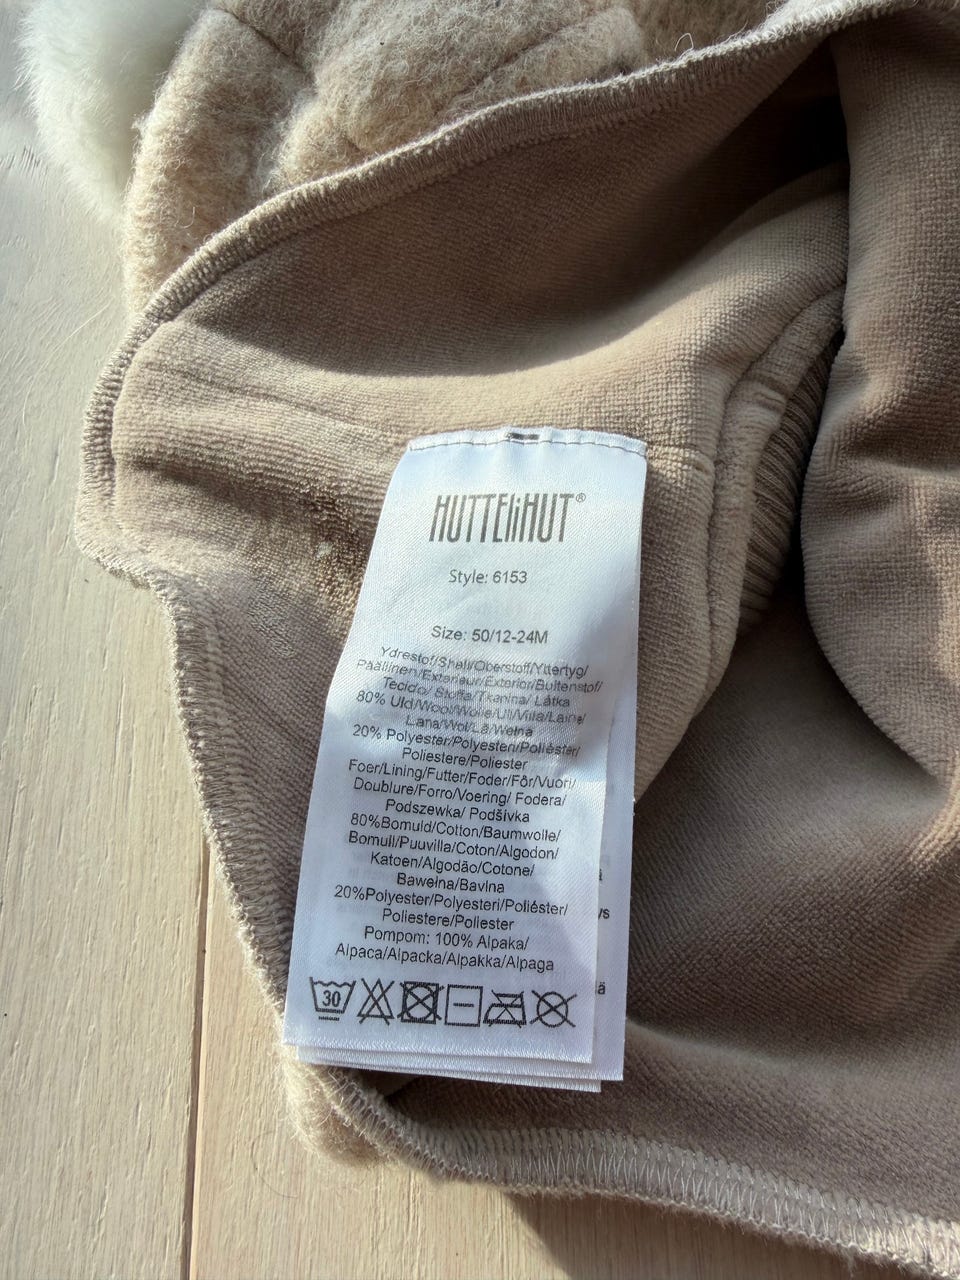 HUTTELiHUT®
Style: 6153
Size: 50/12-24M
Ydrestof/Shell/Oberstoff/Yttertyg/
Päällinen/Exterieur/Exterior/Buitenstof/
Tecido/ Stoffa/Tkanina/ Látka
80% Uld/Wool/Wolle/Ull/Villa/Laine/
Lana/Wol/Lã/Wełna
20% Polyester/Polyesteri/Poliéster/
Poliestere/Poliester
Foer/Lining/Futter/Foder/Fôr/Vuori/
Doublure/Forro/Voering/ Fodera/
Podszewka/ Podšívka
80%Bomuld/Cotton/Baumwolle/
Bomull/Puuvilla/Coton/Algodon/
Katoen/Algodão/Cotone/
Bawełna/Bavlna
20%Polyester/Polyesteri/Poliéster/
Poliestere/Poliester
Pompom: 100% Alpaka/
Alpaca/Alpacka/Alpakka/Alpaga
30